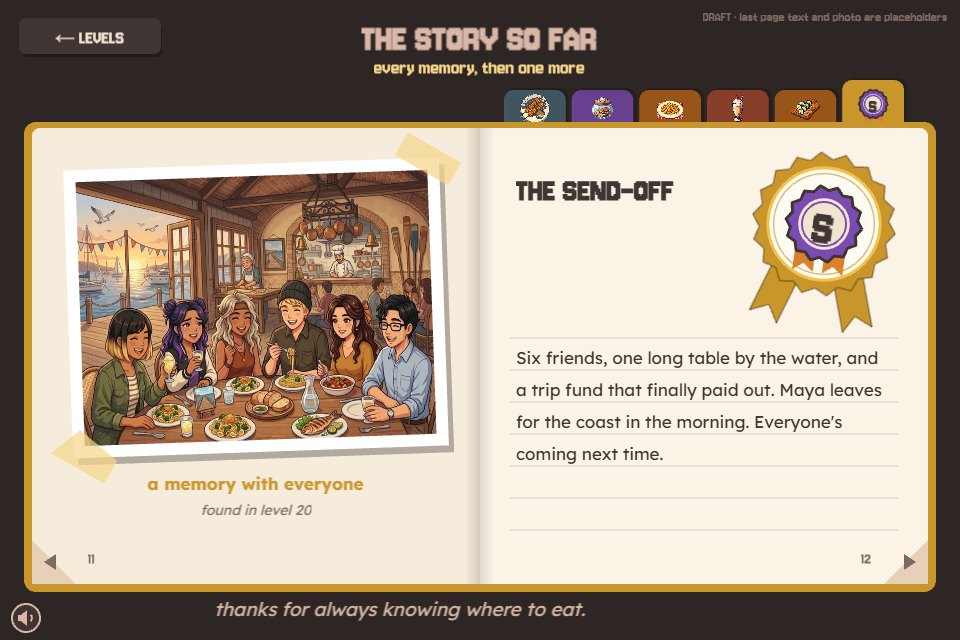 ← LEVELS
THE STORY SO FAR
DRAFT · last page text and photo are placeholders
every memory, then one more
S
THE SEND-OFF
S
Six friends, one long table by the water, and
a trip fund that finally paid out. Maya leaves
for the coast in the morning. Everyone's
coming next time.
a memory with everyone
found in level 20
11
12
thanks for always knowing where to eat.